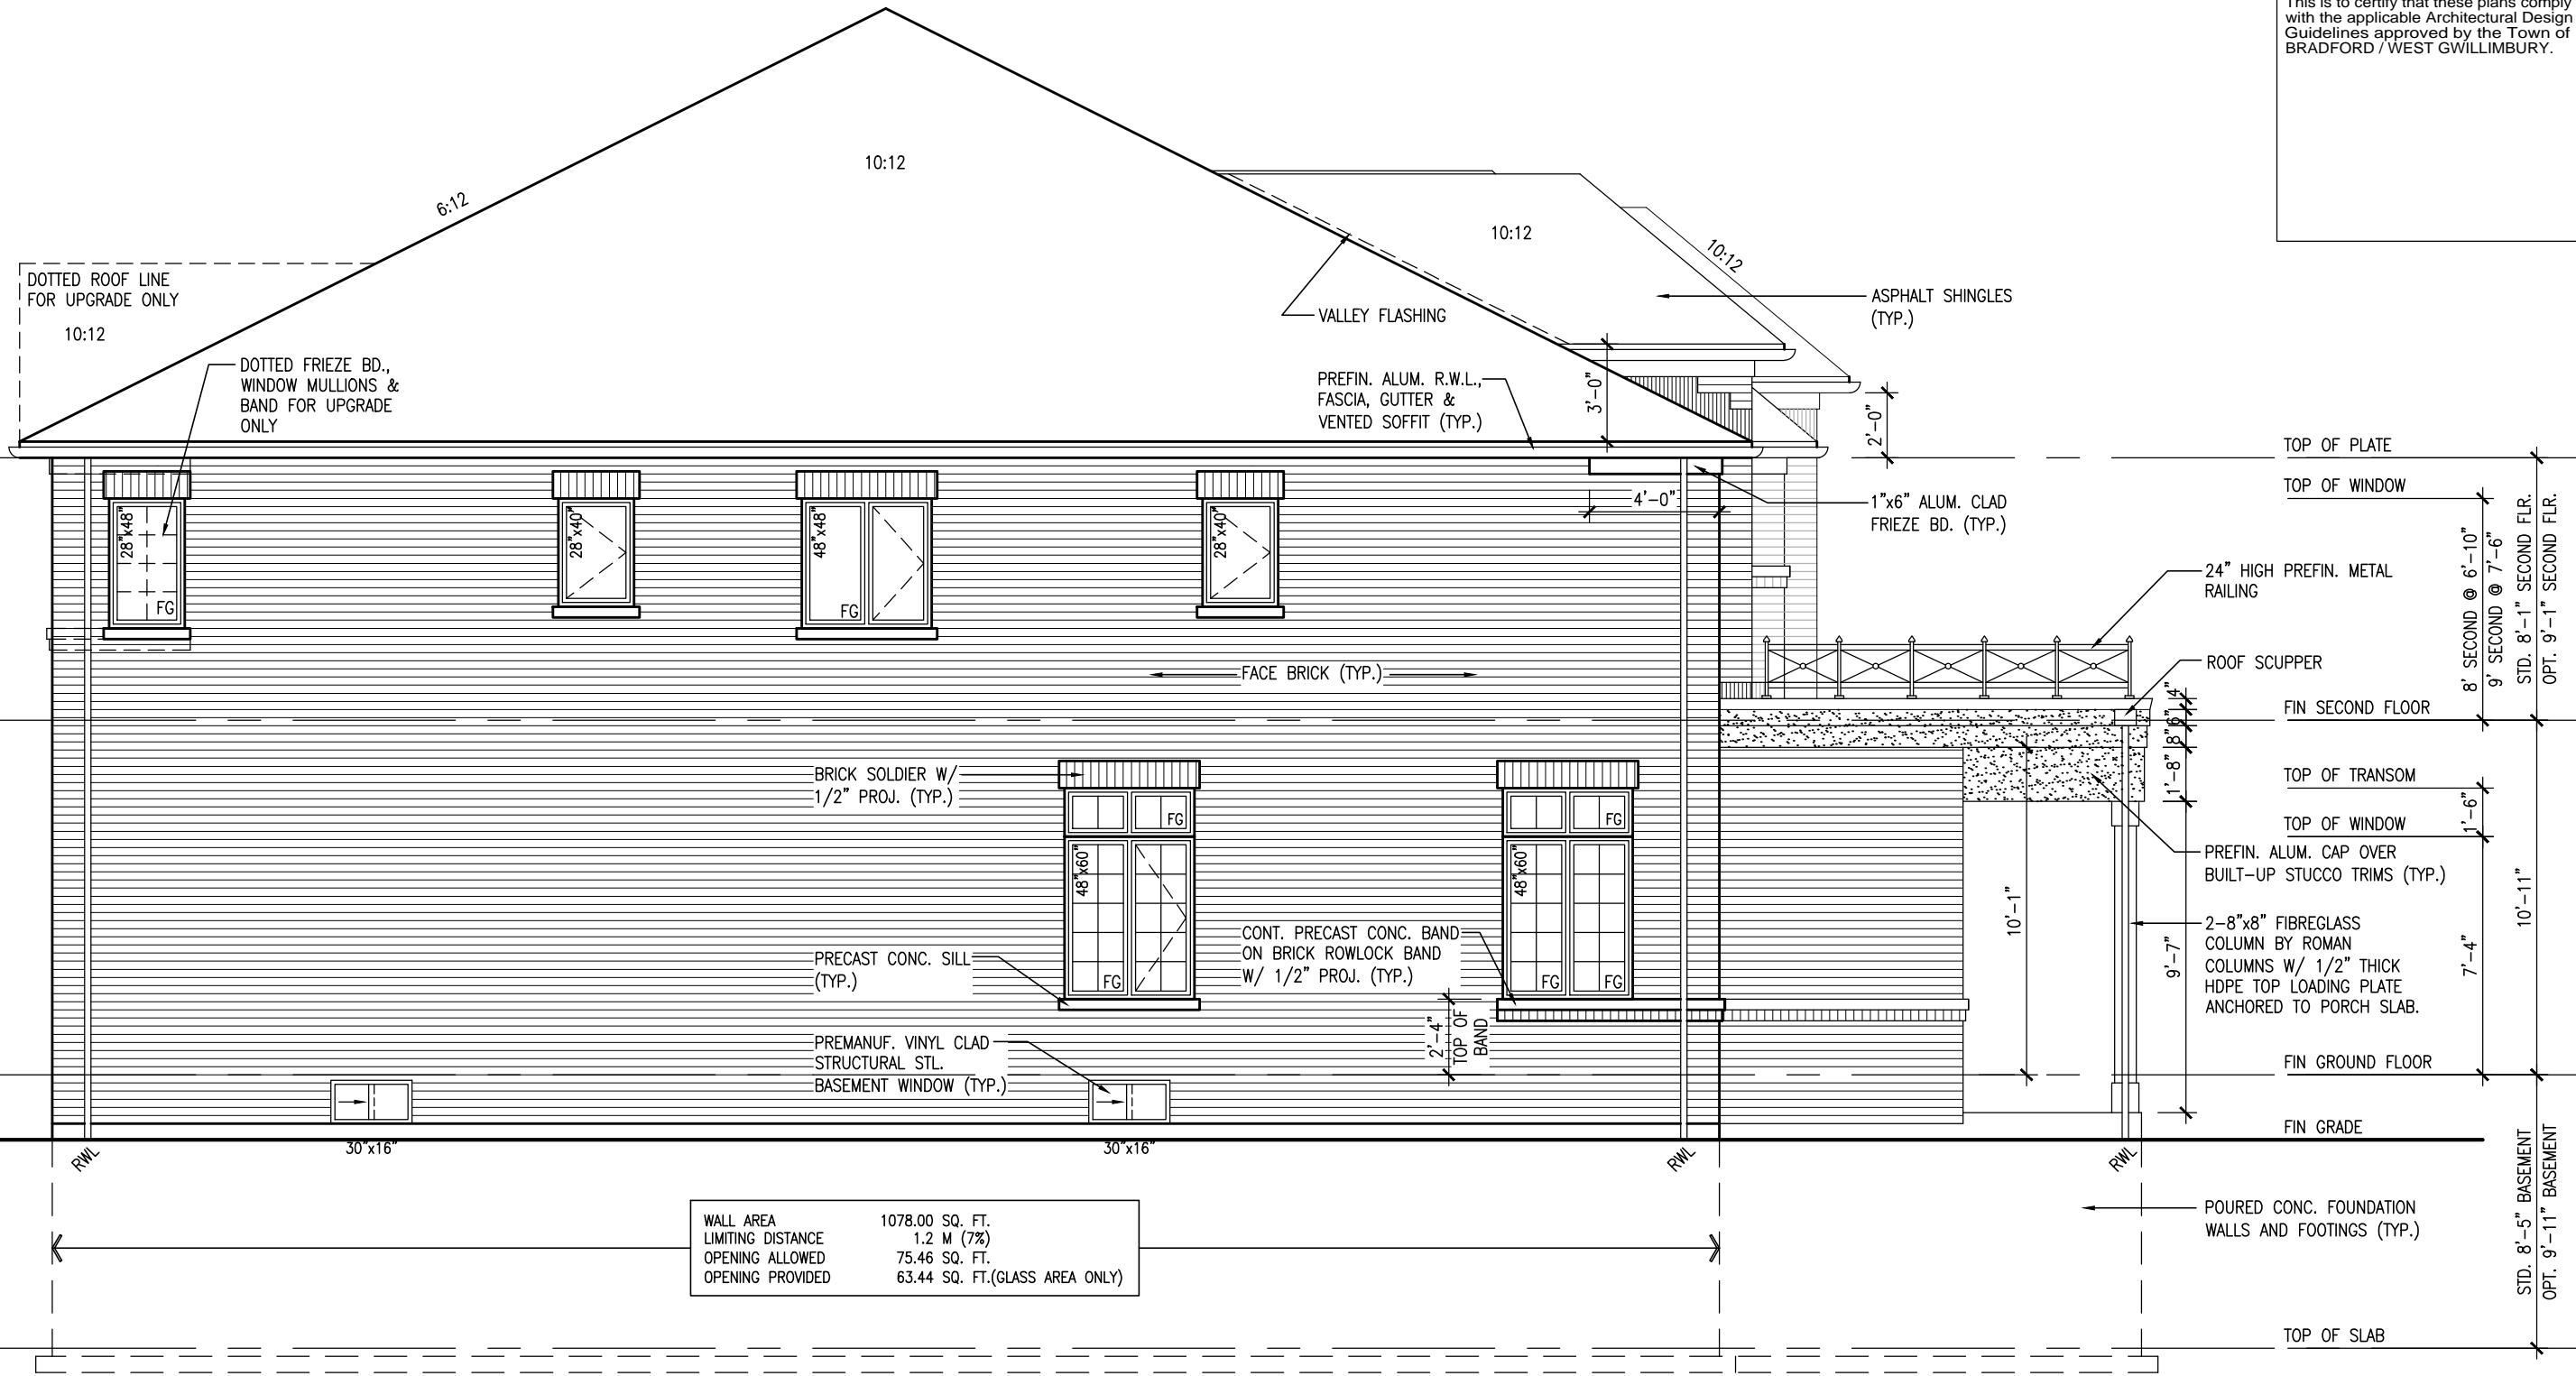 This is to certify that these plans comply
with the applicable Architectural Design
Guidelines approved by the Town of
BRADFORD / WEST GWILLIMBURY.
10:12
6:12
10:12
10:12
DOTTED ROOF LINE
FOR UPGRADE ONLY
10:12
VALLEY FLASHING
ASPHALT SHINGLES
(TYP.)
DOTTED FRIEZE BD.,
WINDOW MULLIONS &
BAND FOR UPGRADE
ONLY
PREFIN. ALUM. R.W.L.,
FASCIA, GUTTER &
VENTED SOFFIT (TYP.)
3'-0"
2'-0"
TOP OF PLATE
TOP OF WINDOW
28"x48"
FG
28"x40"
48"x48"
FG
28"x40"
4'-0"
1"x6" ALUM. CLAD
FRIEZE BD. (TYP.)
8' SECOND @ 6'-10"
9' SECOND @ 7'-6"
STD. 8'-1" SECOND FLR.
OPT. 9'-1" SECOND FLR.
24" HIGH PREFIN. METAL
RAILING
FACE BRICK (TYP.)
ROOF SCUPPER
4"
6"
8"
1'-8"
FIN SECOND FLOOR
BRICK SOLDIER W/
1/2" PROJ. (TYP.)
TOP OF TRANSOM
1'-6"
TOP OF WINDOW
FG
48"x60"
FG
FG
48"x60"
FG
FG
PREFIN. ALUM. CAP OVER
BUILT-UP STUCCO TRIMS (TYP.)
10'-1"
9'-7"
7'-4"
10'-11"
2-8"x8" FIBREGLASS
COLUMN BY ROMAN
COLUMNS W/ 1/2" THICK
HDPE TOP LOADING PLATE
ANCHORED TO PORCH SLAB.
PRECAST CONC. SILL
(TYP.)
CONT. PRECAST CONC. BAND
ON BRICK ROWLOCK BAND
W/ 1/2" PROJ. (TYP.)
2'-4"
TOP OF
BAND
PREMANUF. VINYL CLAD
STRUCTURAL STL.
BASEMENT WINDOW (TYP.)
FIN GROUND FLOOR
FIN GRADE
RWL
30"x16"
30"x16"
RWL
RWL
WALL AREA 1078.00 SQ. FT.
LIMITING DISTANCE 1.2 M (7%)
OPENING ALLOWED 75.46 SQ. FT.
OPENING PROVIDED 63.44 SQ. FT.(GLASS AREA ONLY)
POURED CONC. FOUNDATION
WALLS AND FOOTINGS (TYP.)
STD. 8'-5" BASEMENT
OPT. 9'-11" BASEMENT
TOP OF SLAB